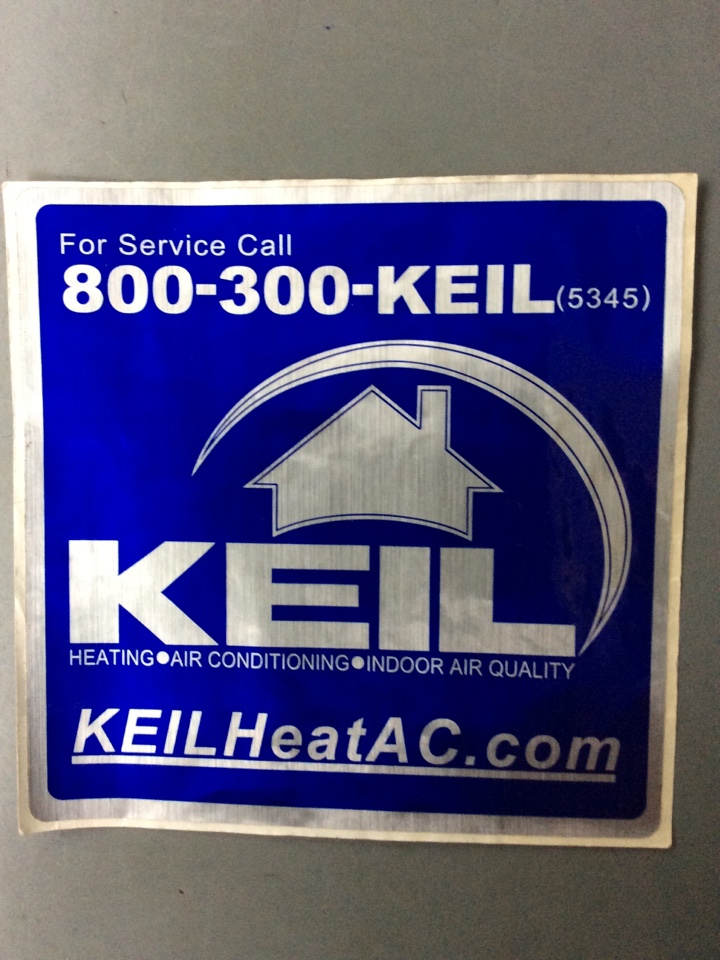 For Service Call
800-300-KEIL(5345)
KEIL
HEATING●AIR CONDITIONING●INDOOR AIR QUALITY
KEILHeatAC.com